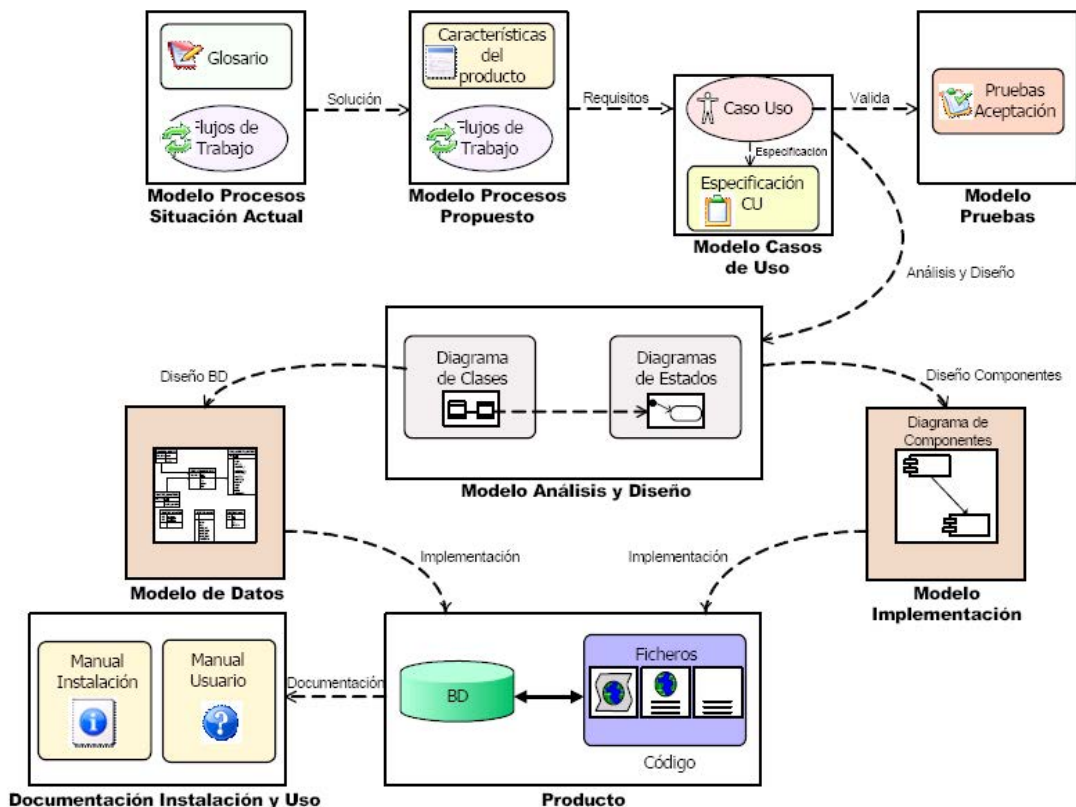 Glosario
Flujos de
Trabajo
Modelo Procesos
Situación Actual
Solución
Características
del
producto
Flujos de
Trabajo
Modelo Procesos
Propuesto
Requisitos
Caso Uso
Especificación
Especificación
CU
Modelo Casos
de Uso
Valida
Pruebas
Aceptación
Modelo
Pruebas
Análisis y Diseño
Diagrama
de Clases
Diagramas
de Estados
Modelo Análisis y Diseño
Diseño BD
Diseño Componentes
Modelo de Datos
Diagrama de
Componentes
Modelo
Implementación
Implementación
Implementación
Manual
Instalación
Manual
Usuario
Documentación Instalación y Uso
Documentación
BD
Ficheros
Código
Producto